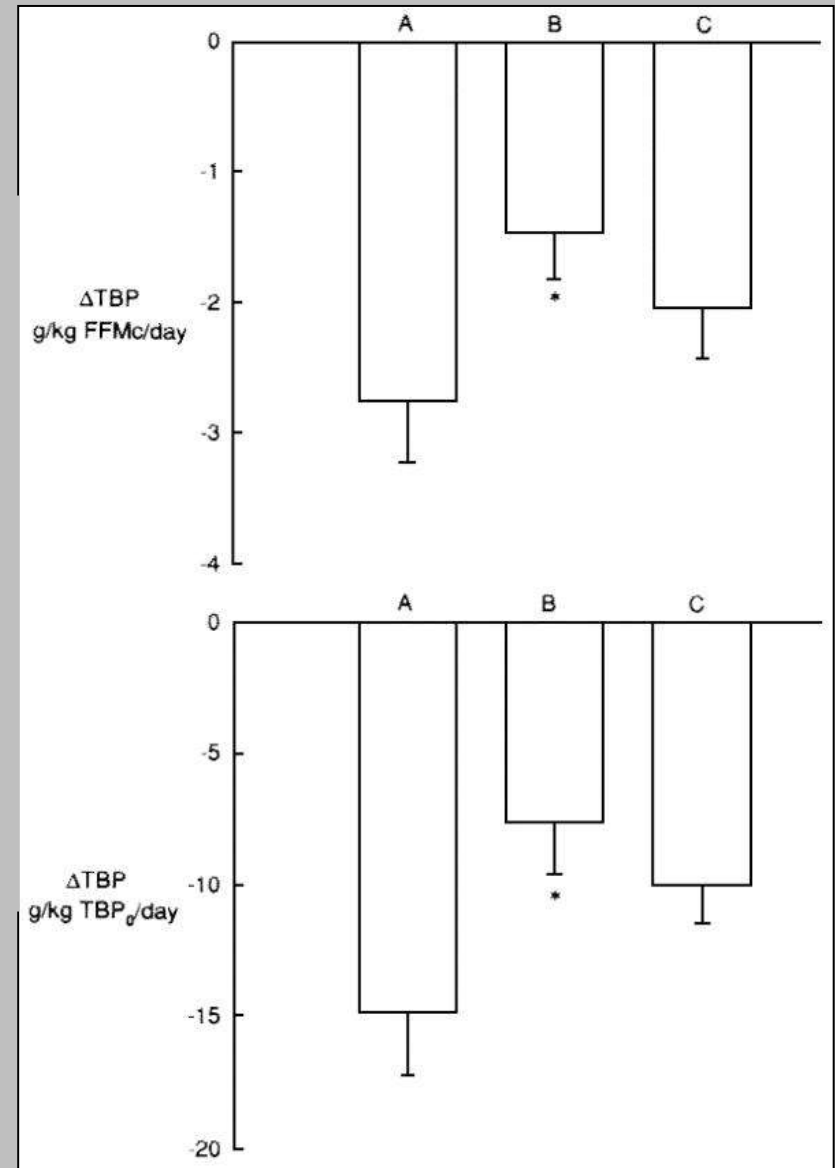 A B C
0
-1
-2
-3
-4
ΔTBP
g/kg FFMc/day
*
A B C
0
-5
-10
-15
-20
ΔTBP
g/kg TBP₀/day
*